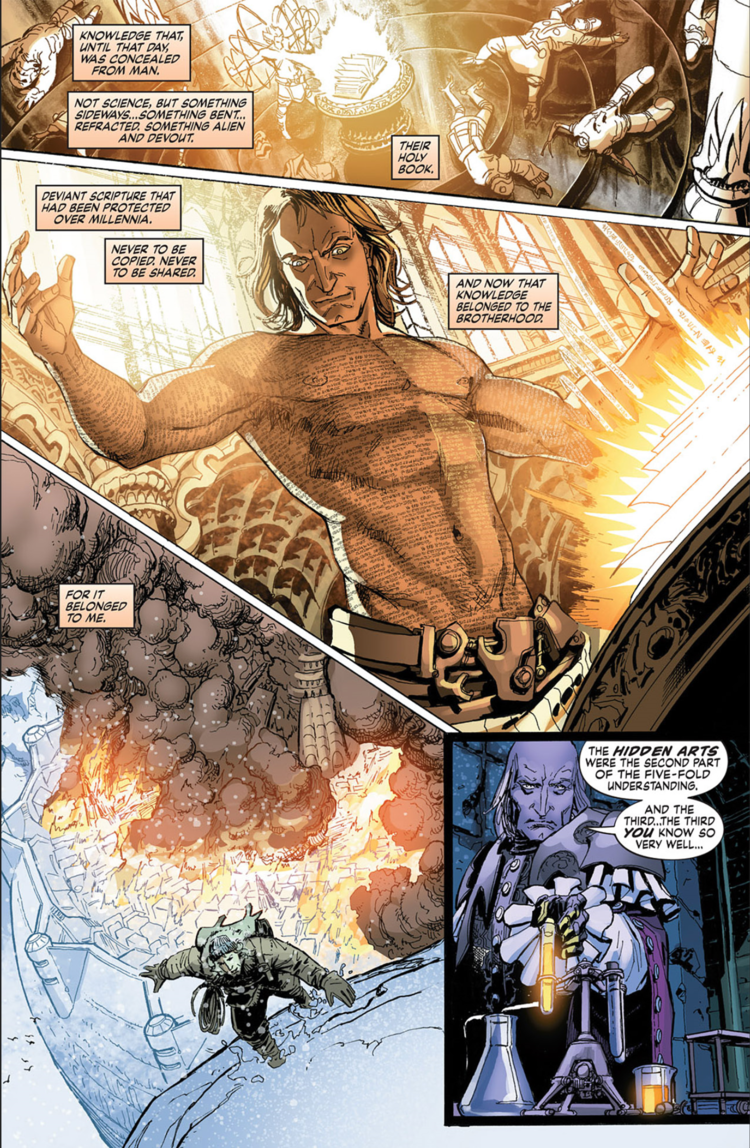 KNOWLEDGE THAT,
UNTIL THAT DAY,
WAS CONCEALED
FROM MAN.
NOT SCIENCE, BUT SOMETHING
SIDEWAYS...SOMETHING BENT...
REFRACTED. SOMETHING ALIEN
AND DEVOUT.
THEIR
HOLY
BOOK.
DEVIANT SCRIPTURE THAT
HAD BEEN PROTECTED
OVER MILLENNIA.
NEVER TO BE
COPIED. NEVER
TO BE SHARED.
AND NOW THAT
KNOWLEDGE
BELONGED TO THE
BROTHERHOOD.
FOR IT
BELONGED
TO ME.
THE HIDDEN ARTS
WERE THE SECOND PART
OF THE FIVE-FOLD
UNDERSTANDING.
AND THE
THIRD...THE THIRD
YOU KNOW SO
VERY WELL...